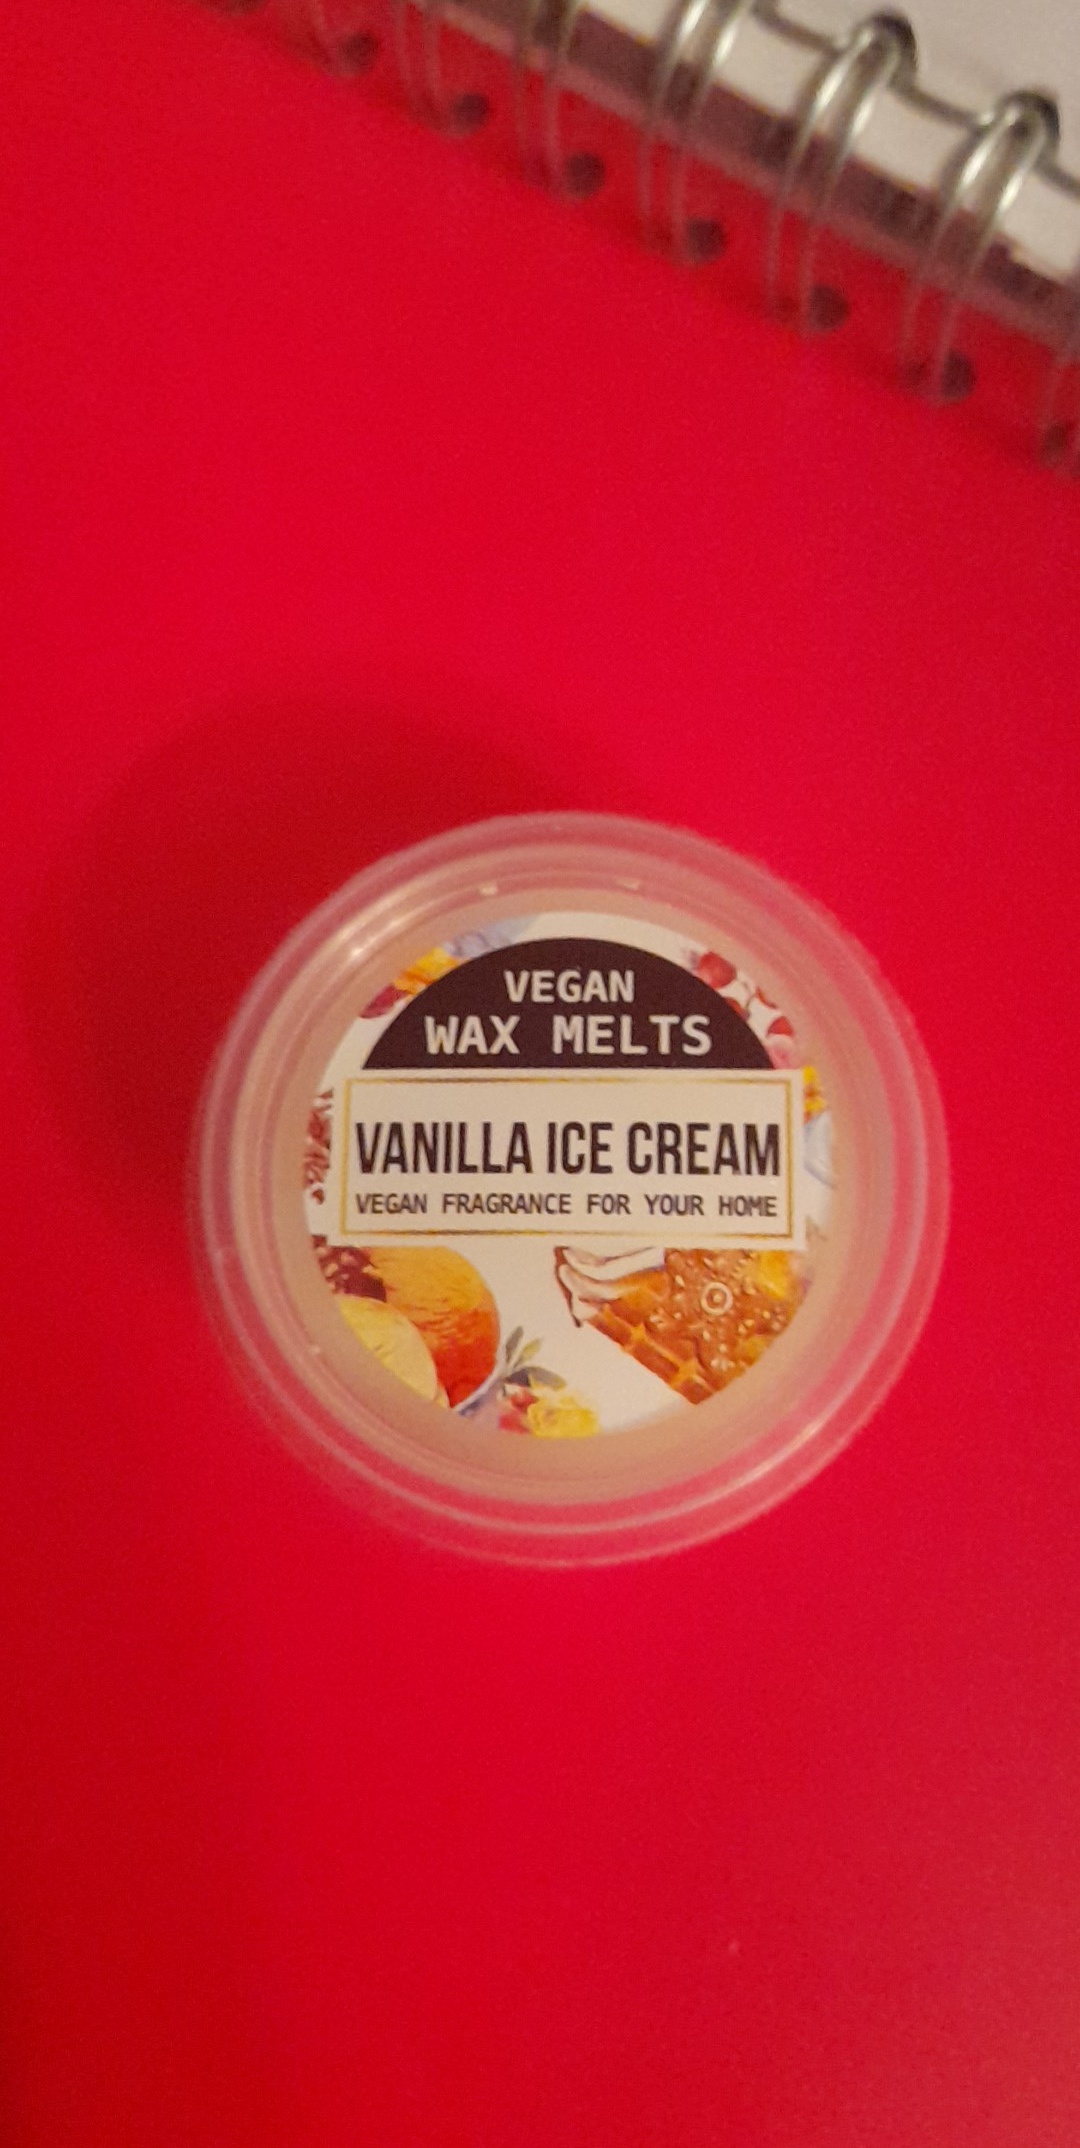 VEGAN
WAX MELTS
VANILLA ICE CREAM
VEGAN FRAGRANCE FOR YOUR HOME